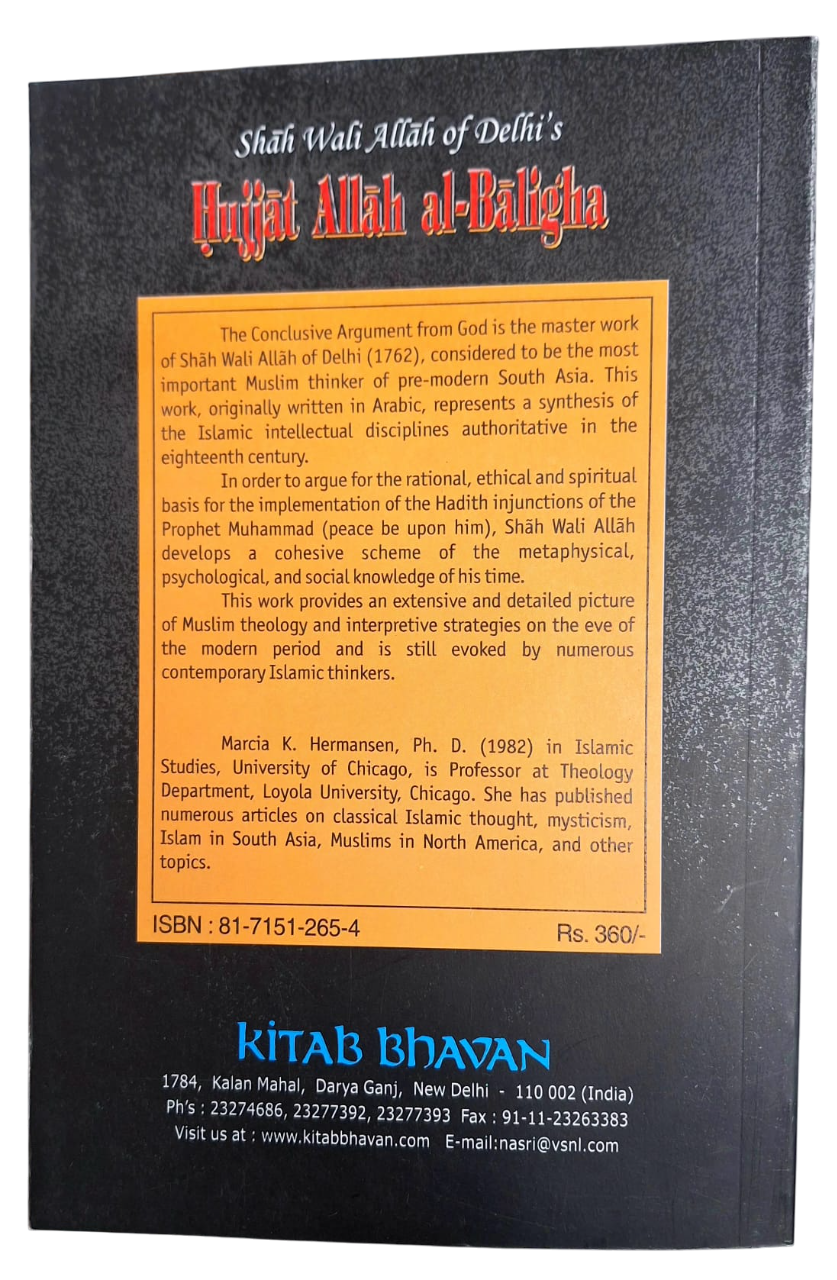 Shāh Wali Allāh of Delhi's
Ḥujjāt Allāh al-Bāligha
The Conclusive Argument from God is the master work
of Shāh Wali Allāh of Delhi (1762), considered to be the most
important Muslim thinker of pre-modern South Asia. This
work, originally written in Arabic, represents a synthesis of
the Islamic intellectual disciplines authoritative in the
eighteenth century.
In order to argue for the rational, ethical and spiritual
basis for the implementation of the Hadith injunctions of the
Prophet Muhammad (peace be upon him), Shāh Wali Allāh
develops a cohesive scheme of the metaphysical,
psychological, and social knowledge of his time.
This work provides an extensive and detailed picture
of Muslim theology and interpretive strategies on the eve of
the modern period and is still evoked by numerous
contemporary Islamic thinkers.
Marcia K. Hermansen, Ph. D. (1982) in Islamic
Studies, University of Chicago, is Professor at Theology
Department, Loyola University, Chicago. She has published
numerous articles on classical Islamic thought, mysticism,
Islam in South Asia, Muslims in North America, and other
topics.
ISBN : 81-7151-265-4 Rs. 360/-
KITAB BHAVAN
1784, Kalan Mahal, Darya Ganj, New Delhi - 110 002 (India)
Ph's : 23274686, 23277392, 23277393 Fax : 91-11-23263383
Visit us at : www.kitabbhavan.com E-mail:nasri@vsnl.com